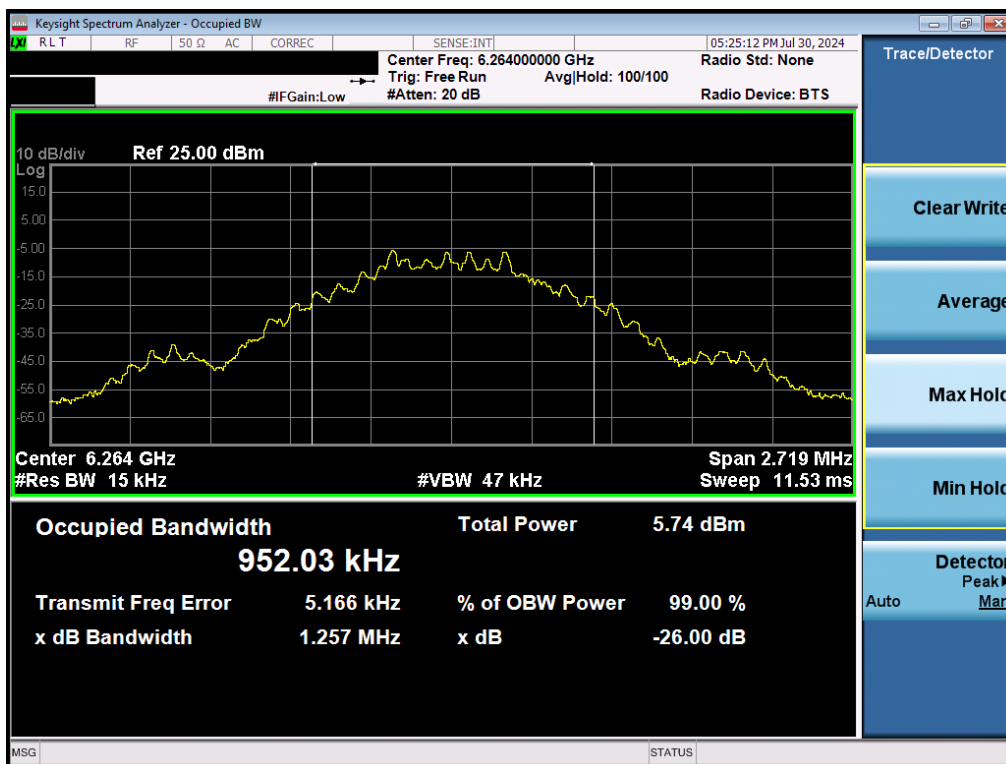 Keysight Spectrum Analyzer - Occupied BW
LXI RLT RF 50 Ω AC CORREC SENSE:INT 05:25:12 PM Jul 30, 2024
Center Freq: 6.264000000 GHz Radio Std: None
Trig: Free Run Avg|Hold: 100/100
#IFGain:Low #Atten: 20 dB Radio Device: BTS
10 dB/div Ref 25.00 dBm
Log
15.0
5.00
-5.00
-15.0
-25.0
-35.0
-45.0
-55.0
-65.0
Center 6.264 GHz Span 2.719 MHz
#Res BW 15 kHz #VBW 47 kHz Sweep 11.53 ms
Occupied Bandwidth Total Power 5.74 dBm
952.03 kHz
Transmit Freq Error 5.166 kHz % of OBW Power 99.00 %
x dB Bandwidth 1.257 MHz x dB -26.00 dB
MSG STATUS
Trace/Detector
Clear Write
Average
Max Hold
Min Hold
Detector
Peak
Auto Man